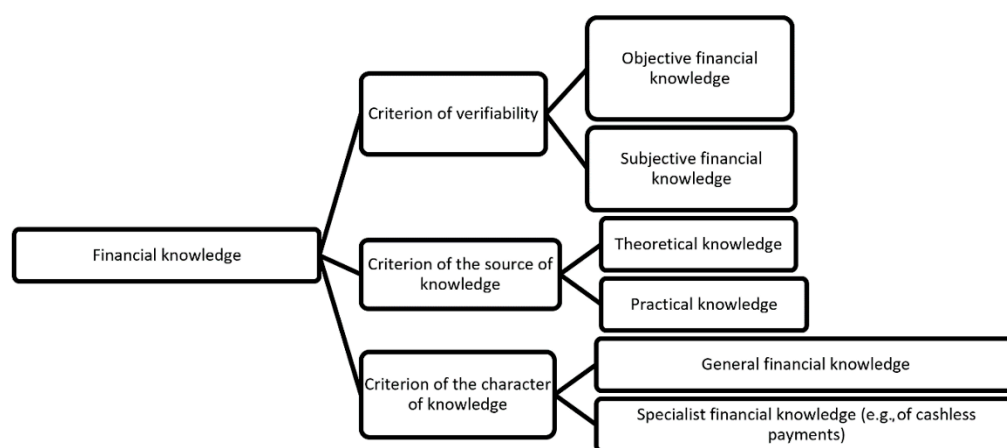 Objective financial
knowledge
Criterion of verifiability
Subjective financial
knowledge
Financial knowledge
Theoretical knowledge
Criterion of the source of
knowledge
Practical knowledge
General financial knowledge
Criterion of the character
of knowledge
Specialist financial knowledge (e.g., of cashless
payments)